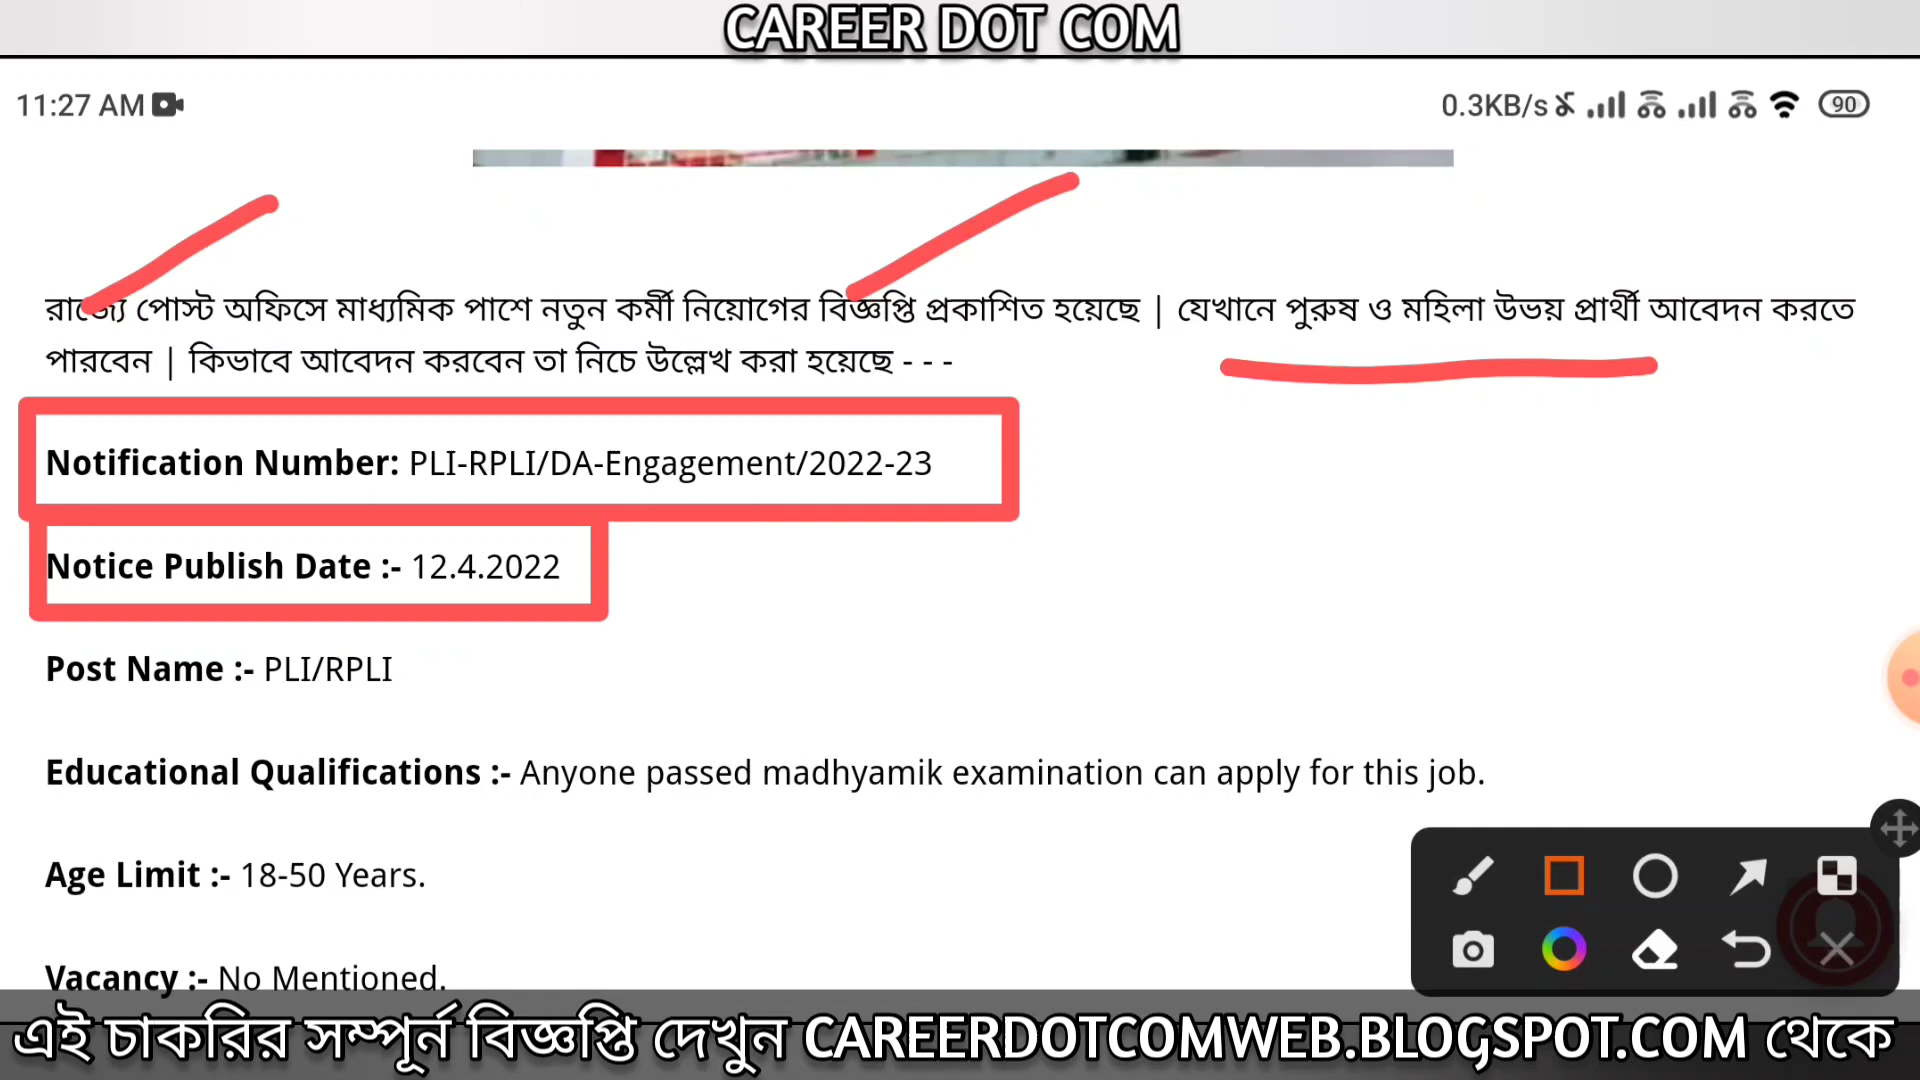 CAREER DOT COM
11:27 AM
0.3KB/s
90
রাজ্যে পোস্ট অফিসে মাধ্যমিক পাশে নতুন কর্মী নিয়োগের বিজ্ঞপ্তি প্রকাশিত হয়েছে | যেখানে পুরুষ ও মহিলা উভয় প্রার্থী আবেদন করতে
পারবেন | কিভাবে আবেদন করবেন তা নিচে উল্লেখ করা হয়েছে - - -
Notification Number: PLI-RPLI/DA-Engagement/2022-23
Notice Publish Date :- 12.4.2022
Post Name :- PLI/RPLI
Educational Qualifications :- Anyone passed madhyamik examination can apply for this job.
Age Limit :- 18-50 Years.
Vacancy :- No Mentioned.
এই চাকরির সম্পূর্ন বিজ্ঞপ্তি দেখুন CAREERDOTCOMWEB.BLOGSPOT.COM থেকে